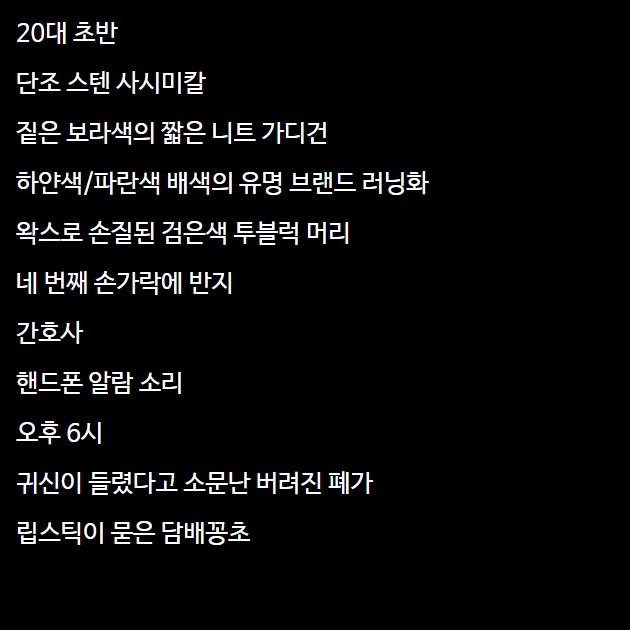 20대 초반
단조 스텐 사시미칼
짙은 보라색의 짧은 니트 가디건
하얀색/파란색 배색의 유명 브랜드 러닝화
왁스로 손질된 검은색 투블럭 머리
네 번째 손가락에 반지
간호사
핸드폰 알람 소리
오후 6시
귀신이 들렸다고 소문난 버려진 폐가
립스틱이 묻은 담배꽁초